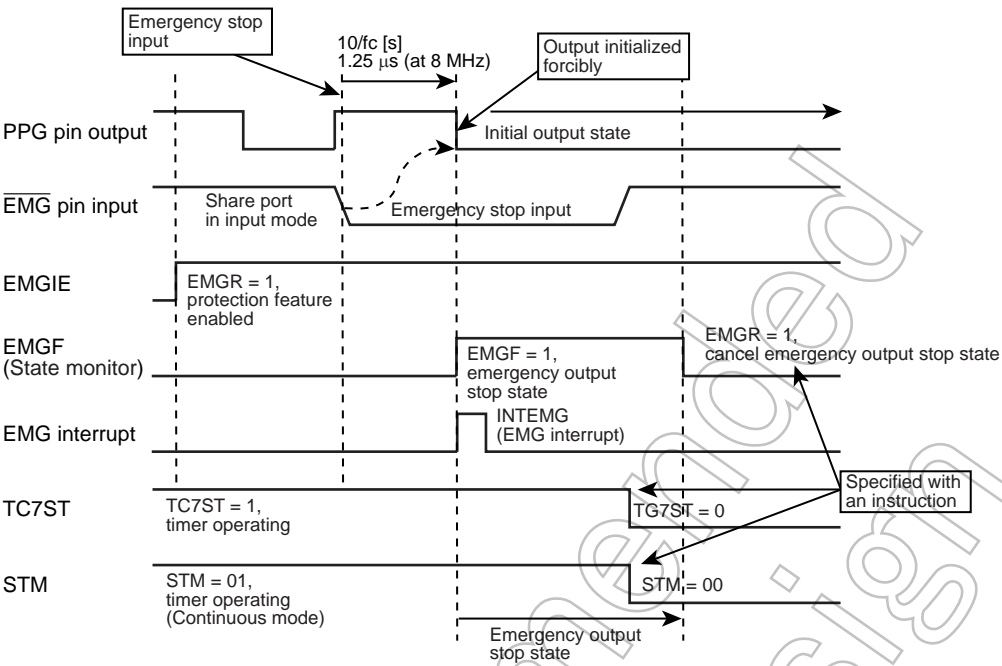 Emergency stop
input
10/fc [s]
1.25 μs (at 8 MHz)
Output initialized
forcibly
PPG pin output
Initial output state
EMG pin input
Share port
in input mode
Emergency stop input
EMGIE
EMGR = 1,
protection feature
enabled
EMGF
(State monitor)
EMGF = 1,
emergency output
stop state
EMGR = 1,
cancel emergency output stop state
EMG interrupt
INTEMG
(EMG interrupt)
Specified with
an instruction
TC7ST
TC7ST = 1,
timer operating
TG7ST = 0
STM
STM = 01,
timer operating
(Continuous mode)
STM = 00
Emergency output
stop state